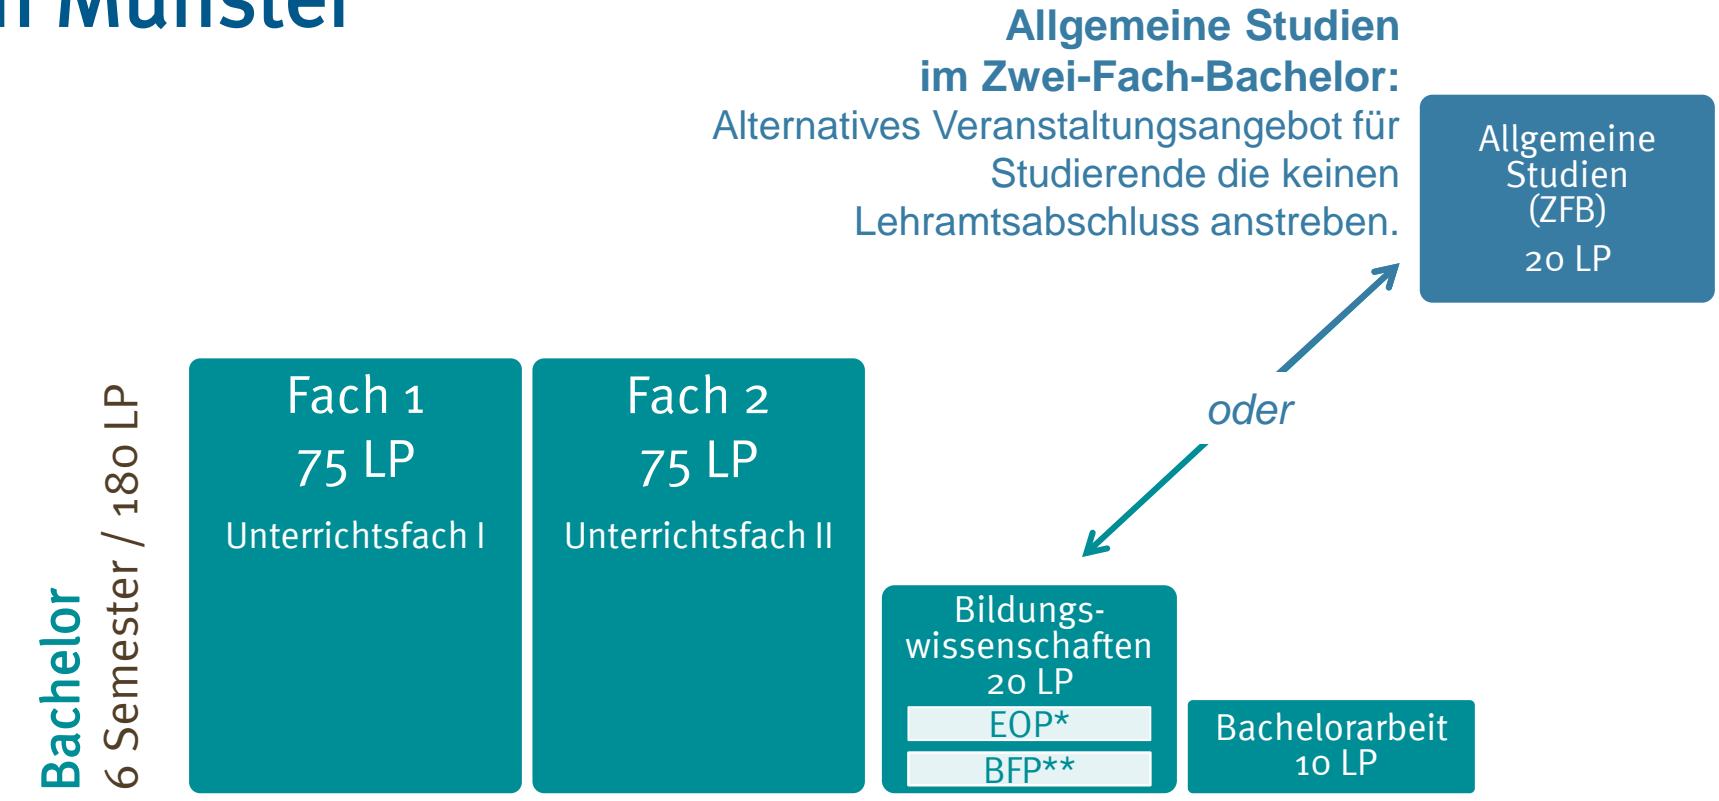 Münster
Allgemeine Studien
im Zwei-Fach-Bachelor:
Alternatives Veranstaltungsangebot für
Studierende die keinen
Lehramtsabschluss anstreben.
Allgemeine
Studien
(ZFB)
20 LP
oder
Bachelor
6 Semester / 180 LP
Fach 1
75 LP
Unterrichtsfach I
Fach 2
75 LP
Unterrichtsfach II
Bildungs-
wissenschaften
20 LP
EOP*
BFP**
Bachelorarbeit
10 LP